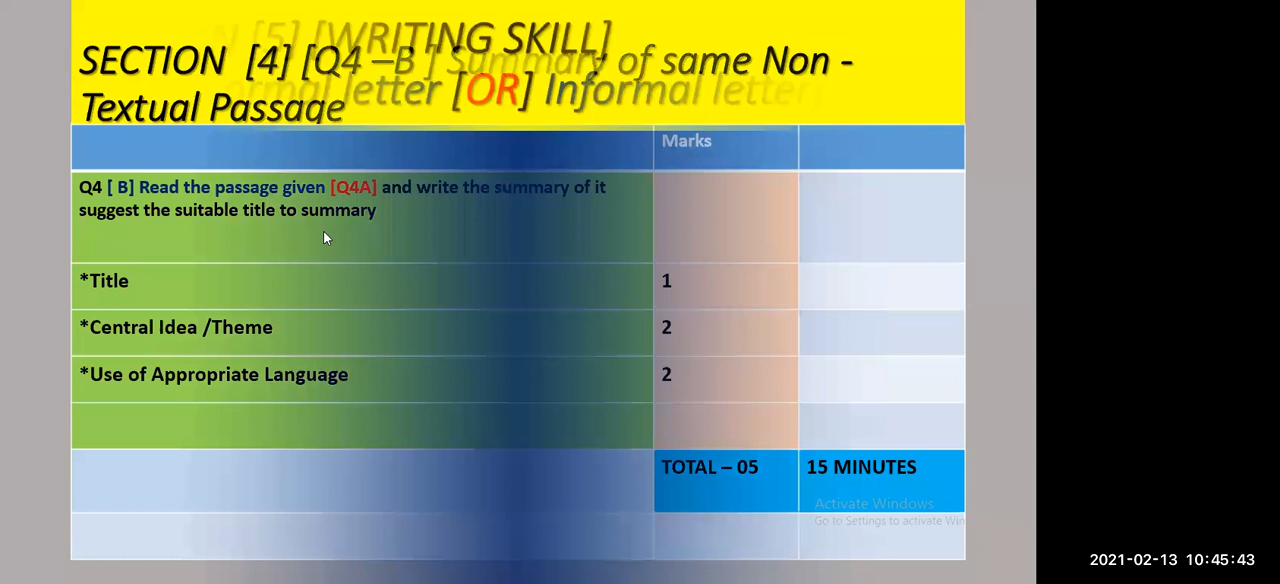 [5] [WRITING SKILL]
SECTION [4] [Q4 –B ] Summary of same Non -
letter [OR] Informal letter
Textual Passage
Marks
Q4 [ B] Read the passage given [Q4A] and write the summary of it
suggest the suitable title to summary
*Title
1
*Central Idea /Theme
2
*Use of Appropriate Language
2
TOTAL – 05
15 MINUTES
Activate Windows
Go to Settings to activate Win
2021-02-13 10:45:43